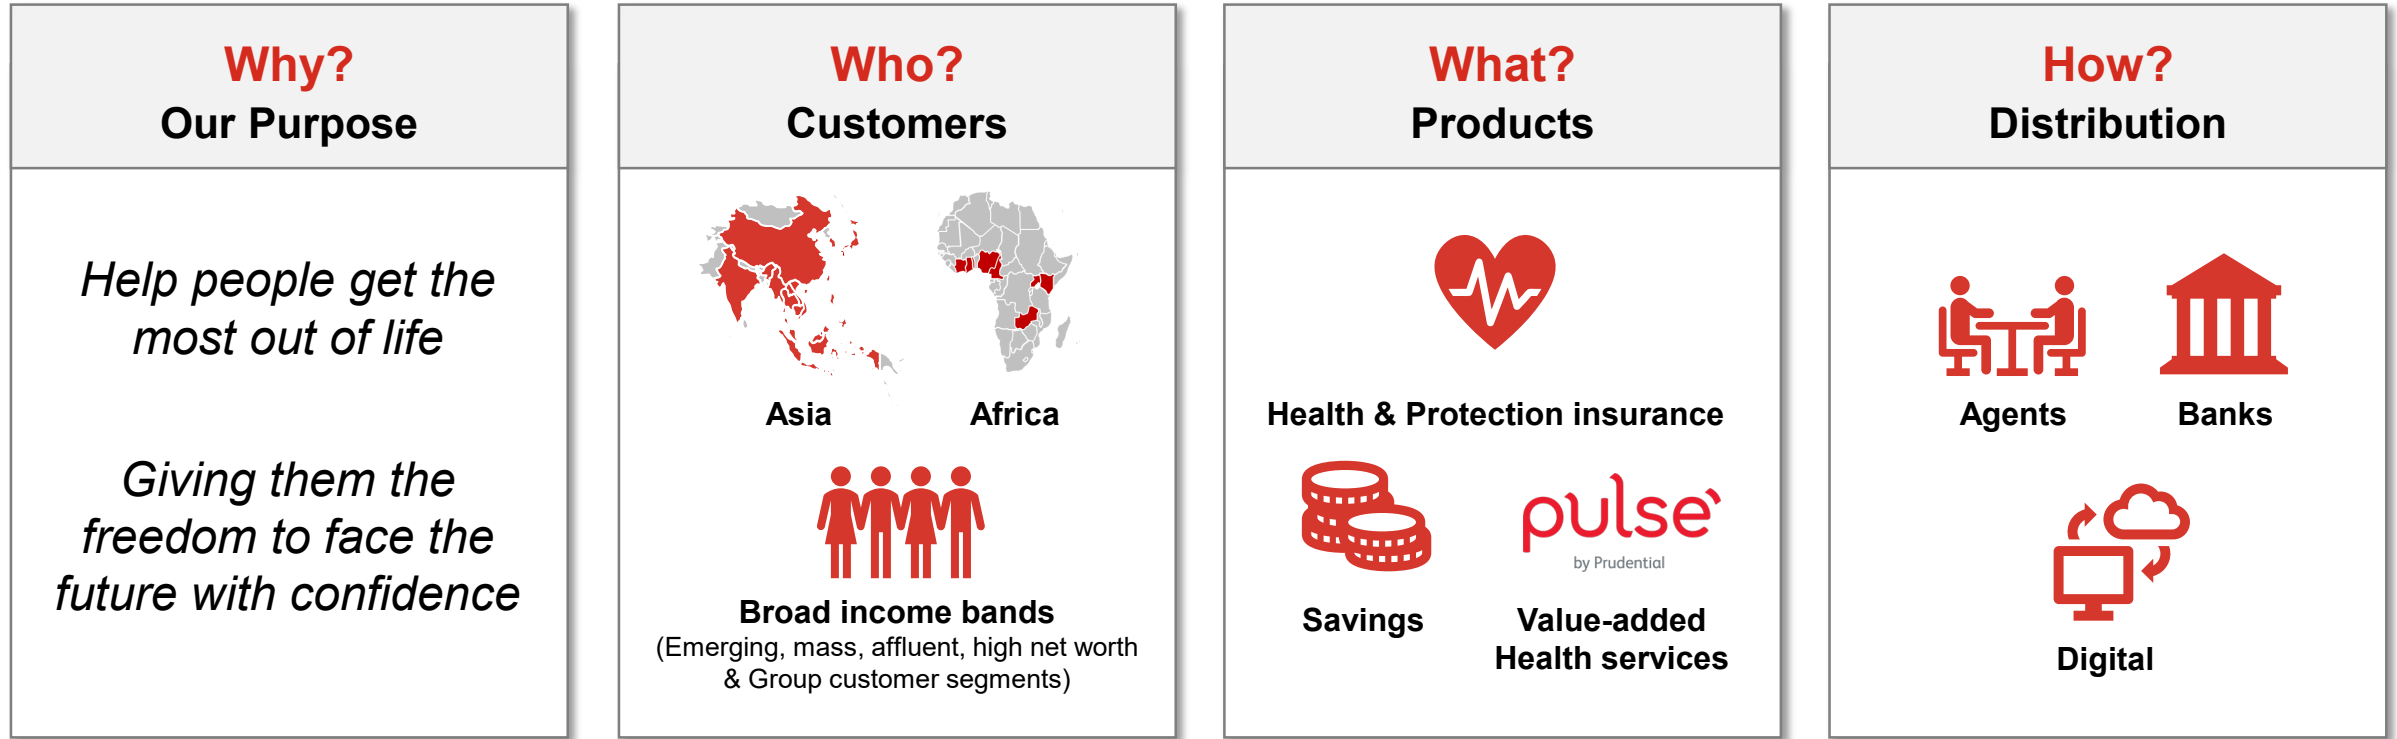 Why?
Our Purpose
Help people get the
most out of life
Giving them the
freedom to face the
future with confidence
Who?
Customers
Asia
Africa
Broad income bands
(Emerging, mass, affluent, high net worth
& Group customer segments)
What?
Products
Health & Protection insurance
Savings
pulse
by Prudential
Value-added
Health services
How?
Distribution
Agents
Banks
Digital